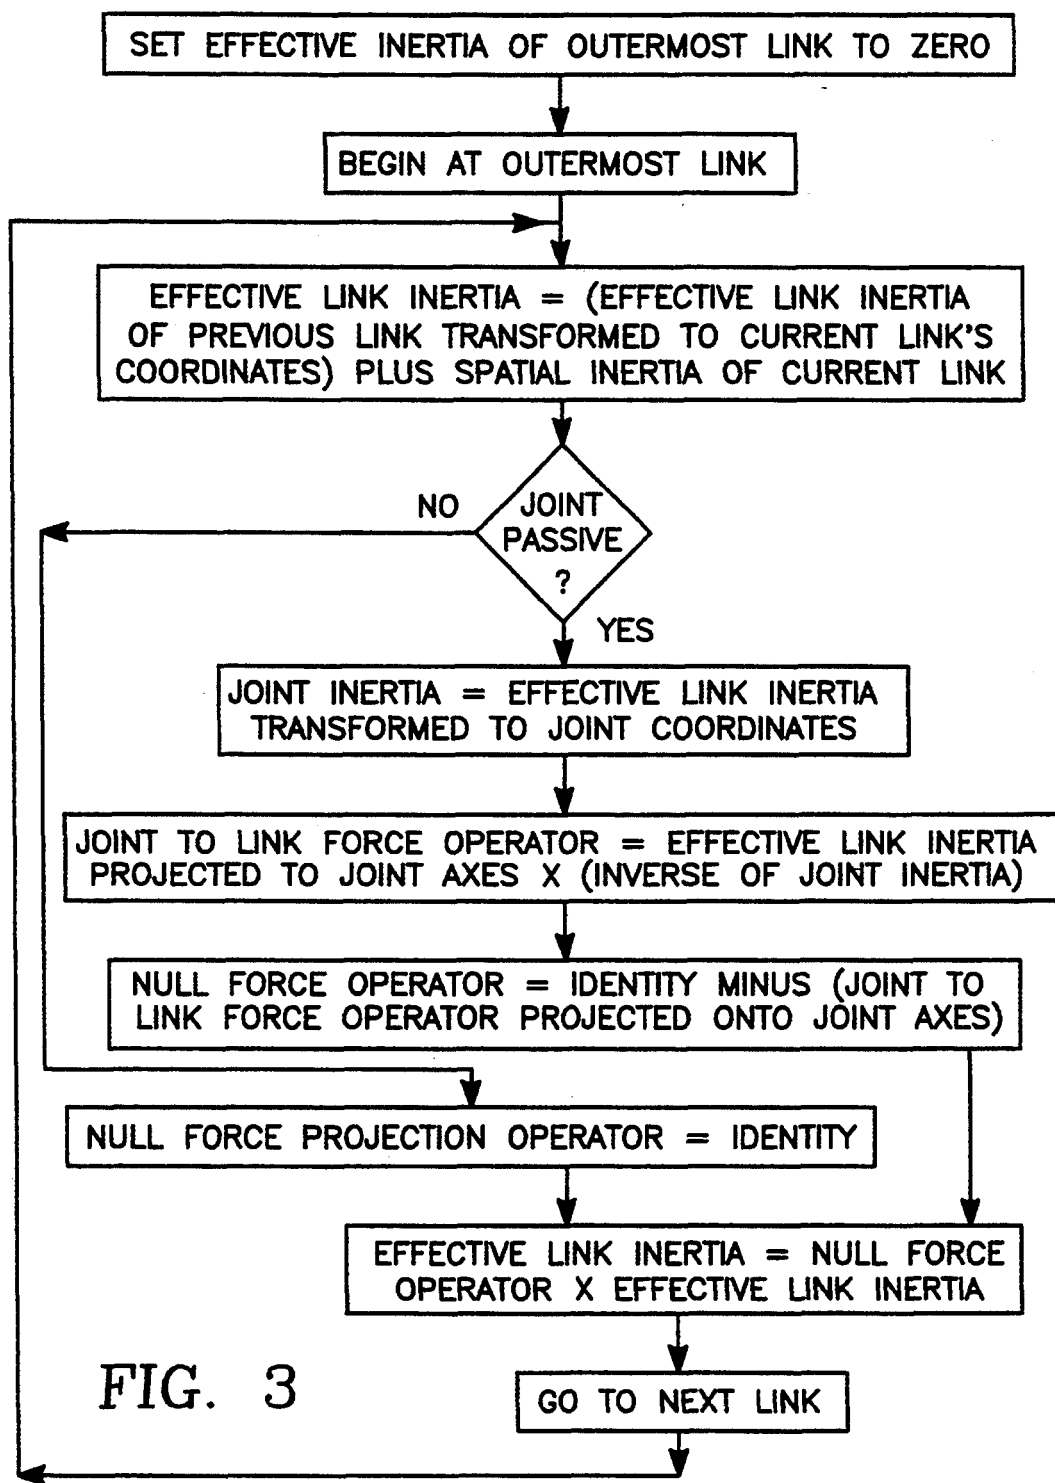 SET EFFECTIVE INERTIA OF OUTERMOST LINK TO ZERO
BEGIN AT OUTERMOST LINK
EFFECTIVE LINK INERTIA = (EFFECTIVE LINK INERTIA
OF PREVIOUS LINK TRANSFORMED TO CURRENT LINK'S
COORDINATES) PLUS SPATIAL INERTIA OF CURRENT LINK
NO
JOINT
PASSIVE
?
YES
JOINT INERTIA = EFFECTIVE LINK INERTIA
TRANSFORMED TO JOINT COORDINATES
JOINT TO LINK FORCE OPERATOR = EFFECTIVE LINK INERTIA
PROJECTED TO JOINT AXES X (INVERSE OF JOINT INERTIA)
NULL FORCE OPERATOR = IDENTITY MINUS (JOINT TO
LINK FORCE OPERATOR PROJECTED ONTO JOINT AXES)
NULL FORCE PROJECTION OPERATOR = IDENTITY
EFFECTIVE LINK INERTIA = NULL FORCE
OPERATOR X EFFECTIVE LINK INERTIA
GO TO NEXT LINK
FIG. 3